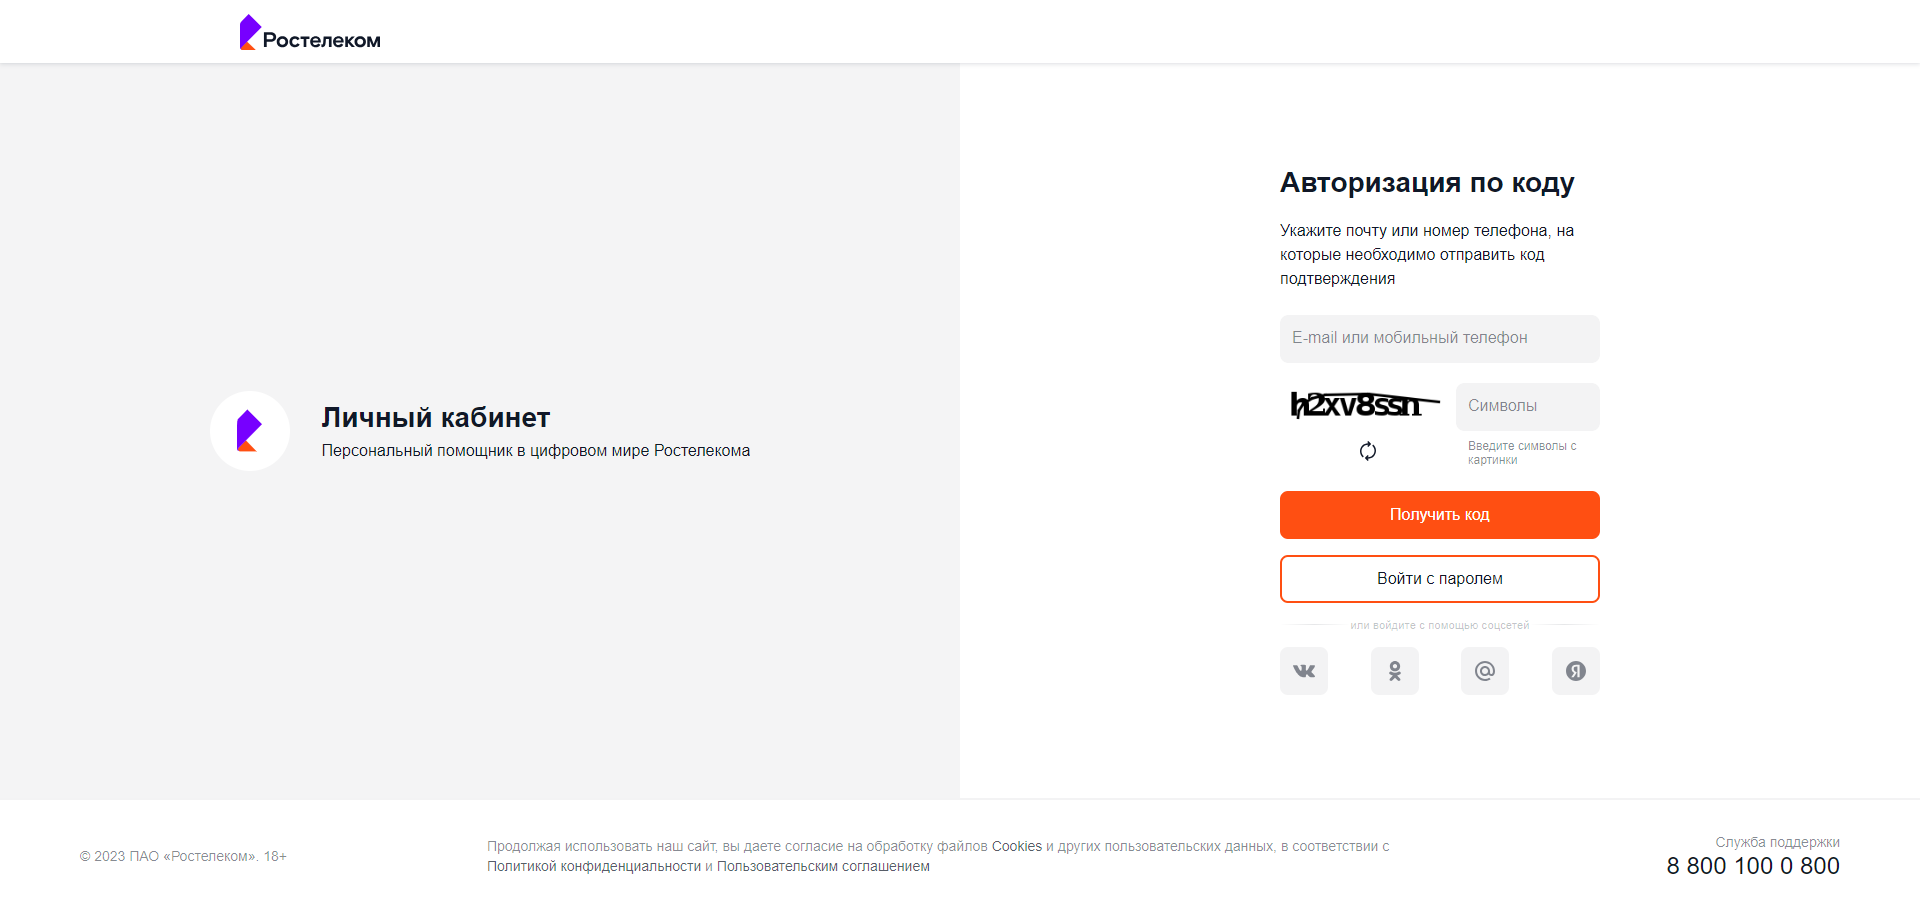 Ростелеком
Авторизация по коду
Укажите почту или номер телефона, на
которые необходимо отправить код
подтверждения
E-mail или мобильный телефон
h2xv8ssn
Символы
Введите символы с
картинки
Получить код
Войти с паролем
или войдите с помощью соцсетей
Личный кабинет
Персональный помощник в цифровом мире Ростелекома
© 2023 ПАО «Ростелеком». 18+
Продолжая использовать наш сайт, вы даете согласие на обработку файлов Cookies и других пользовательских данных, в соответствии с
Политикой конфиденциальности и Пользовательским соглашением
Служба поддержки
8 800 100 0 800